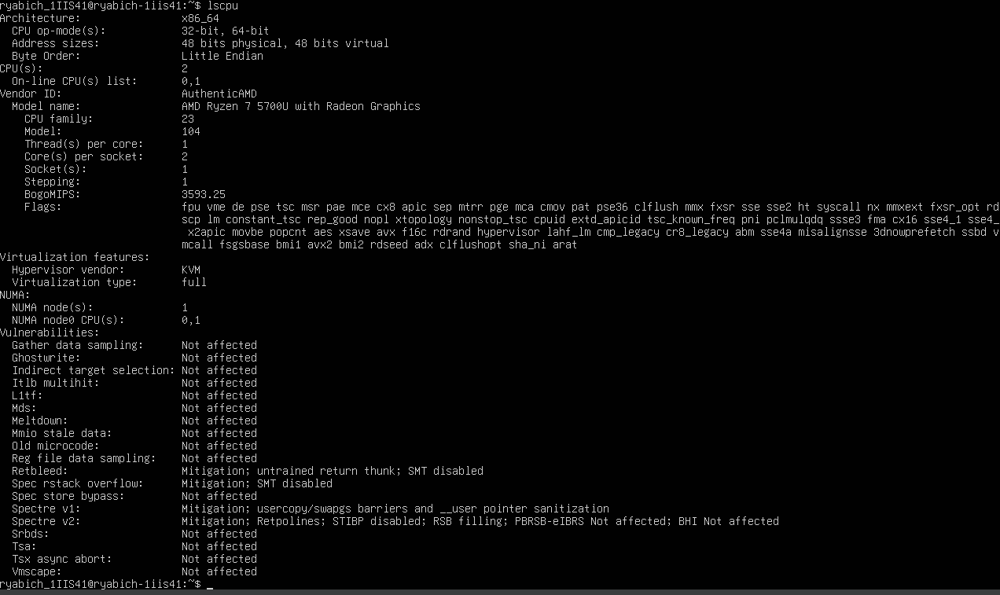 ryabich_1IIS41@ryabich-1iis41:~$ lscpu
Architecture: x86_64
CPU op-mode(s): 32-bit, 64-bit
Address sizes: 48 bits physical, 48 bits virtual
Byte Order: Little Endian
CPU(s): 2
On-line CPU(s) list: 0,1
Vendor ID: AuthenticAMD
Model name: AMD Ryzen 7 5700U with Radeon Graphics
CPU family: 23
Model: 104
Thread(s) per core: 1
Core(s) per socket: 2
Socket(s): 1
Stepping: 1
BogoMIPS: 3593.25
Flags: fpu vme de pse tsc msr pae mce cx8 apic sep mtrr pge mca cmov pat pse36 clflush mmx fxsr sse sse2 ht syscall nx mmxext fxsr_opt rd
scp lm constant_tsc rep_good nopl xtopology nonstop_tsc cpuid extd_apicid tsc_known_freq pni pclmulqdq ssse3 fma cx16 sse4_1 sse4_
x2apic movbe popcnt aes xsave avx f16c rdrand hypervisor lahf_lm cmp_legacy cr8_legacy abm sse4a misalignsse 3dnowprefetch ssbd v
mcall fsgsbase bmi1 avx2 bmi2 rdseed adx clflushopt sha_ni arat
Virtualization features:
Hypervisor vendor: KVM
Virtualization type: full
NUMA:
NUMA node(s): 1
NUMA node0 CPU(s): 0,1
Vulnerabilities:
Gather data sampling: Not affected
Ghostwrite: Not affected
Indirect target selection: Not affected
Itlb multihit: Not affected
L1tf: Not affected
Mds: Not affected
Meltdown: Not affected
Mmio stale data: Not affected
Old microcode: Not affected
Reg file data sampling: Not affected
Retbleed: Mitigation; untrained return thunk; SMT disabled
Spec rstack overflow: Mitigation; SMT disabled
Spec store bypass: Not affected
Spectre v1: Mitigation; usercopy/swapgs barriers and __user pointer sanitization
Spectre v2: Mitigation; Retpolines; STIBP disabled; RSB filling; PBRSB-eIBRS Not affected; BHI Not affected
Srbds: Not affected
Tsa: Not affected
Tsx async abort: Not affected
Vmscape: Not affected
ryabich_1IIS41@ryabich-1iis41:~$ _